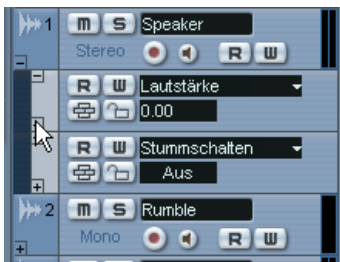 1 M S Speaker
Stereo R W
R W Lautstärke
0.00
R W Stummschalten
Aus
2 M S Rumble
Mono R W